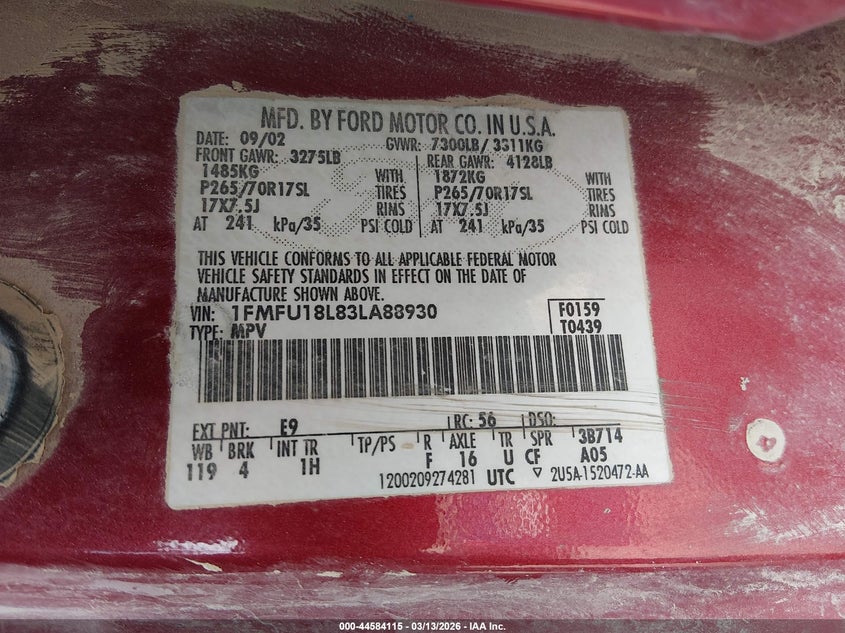 MFD. BY FORD MOTOR CO. IN U.S.A.
DATE: 09/02 GVWR: 7300LB/ 3311KG
FRONT GAWR: 3275LB REAR GAWR: 4128LB
1485KG WITH 1872KG WITH
P265/70R17SL TIRES P265/70R17SL TIRES
17X7.5J RIMS 17X7.5J RIMS
AT 241 kPa/35 PSI COLD AT 241 kPa/35 PSI COLD
THIS VEHICLE CONFORMS TO ALL APPLICABLE FEDERAL MOTOR
VEHICLE SAFETY STANDARDS IN EFFECT ON THE DATE OF
MANUFACTURE SHOWN ABOVE.
VIN: 1FMFU18L83LA88930 F0159
TYPE: MPV T0439
EXT PNT: E9 RC: 56 DSO:
WB BRK INT TR TP/PS R AXLE TR SPR 3B714
119 4 1H F 16 U CF A05
1200209274281 UTC ▽ 2U5A-1520472-AA
000-44584115 - 03/13/2026 - IAA Inc.